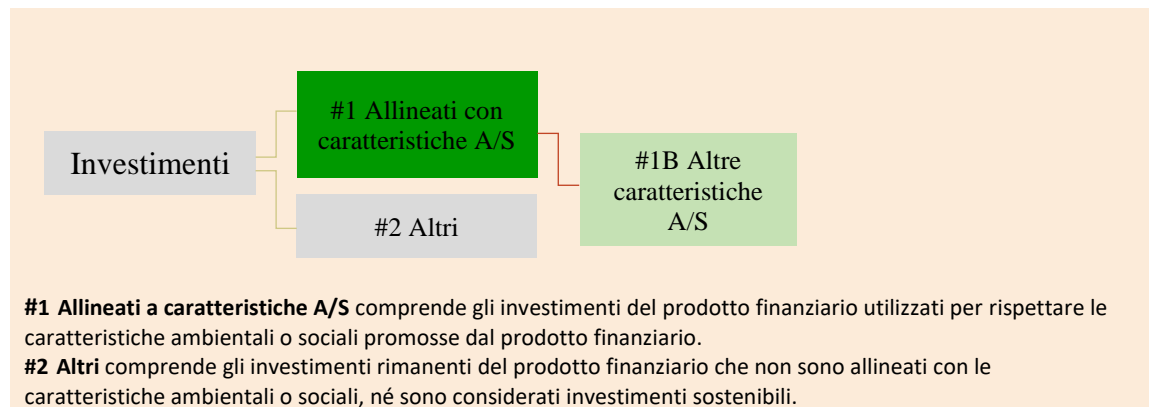 #1 Allineati con
caratteristiche A/S
Investimenti
#1B Altre
caratteristiche
A/S
#2 Altri
#1 Allineati a caratteristiche A/S comprende gli investimenti del prodotto finanziario utilizzati per rispettare le
caratteristiche ambientali o sociali promosse dal prodotto finanziario.
#2 Altri comprende gli investimenti rimanenti del prodotto finanziario che non sono allineati con le
caratteristiche ambientali o sociali, né sono considerati investimenti sostenibili.